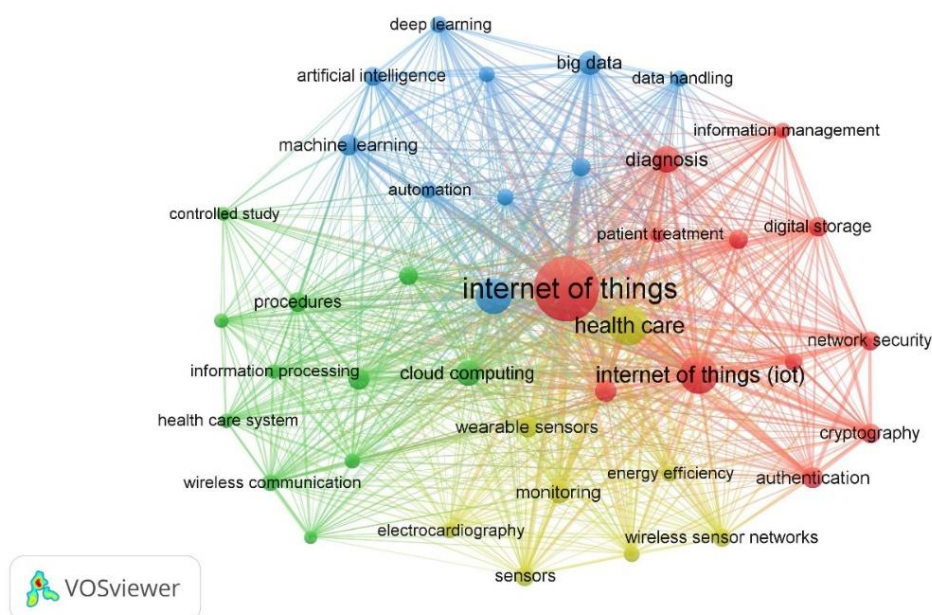 deep learning
big data
artificial intelligence
data handling
information management
machine learning
diagnosis
automation
controlled study
patient treatment
digital storage
internet of things
procedures
health care
network security
information processing
cloud computing
internet of things (iot)
health care system
wearable sensors
cryptography
wireless communication
energy efficiency
authentication
monitoring
electrocardiography
wireless sensor networks
sensors
VOSviewer